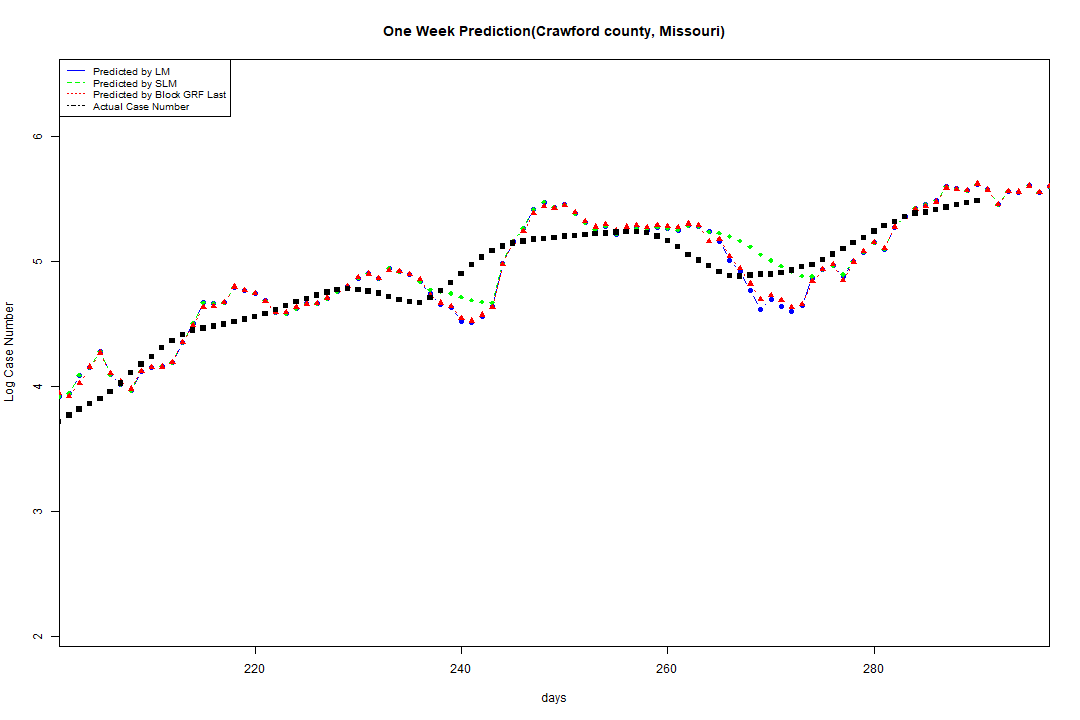 One Week Prediction(Crawford county, Missouri)
Predicted by LM
Predicted by SLM
Predicted by Block GRF Last
Actual Case Number
6
5
4
3
2
Log Case Number
220 240 260 280
days